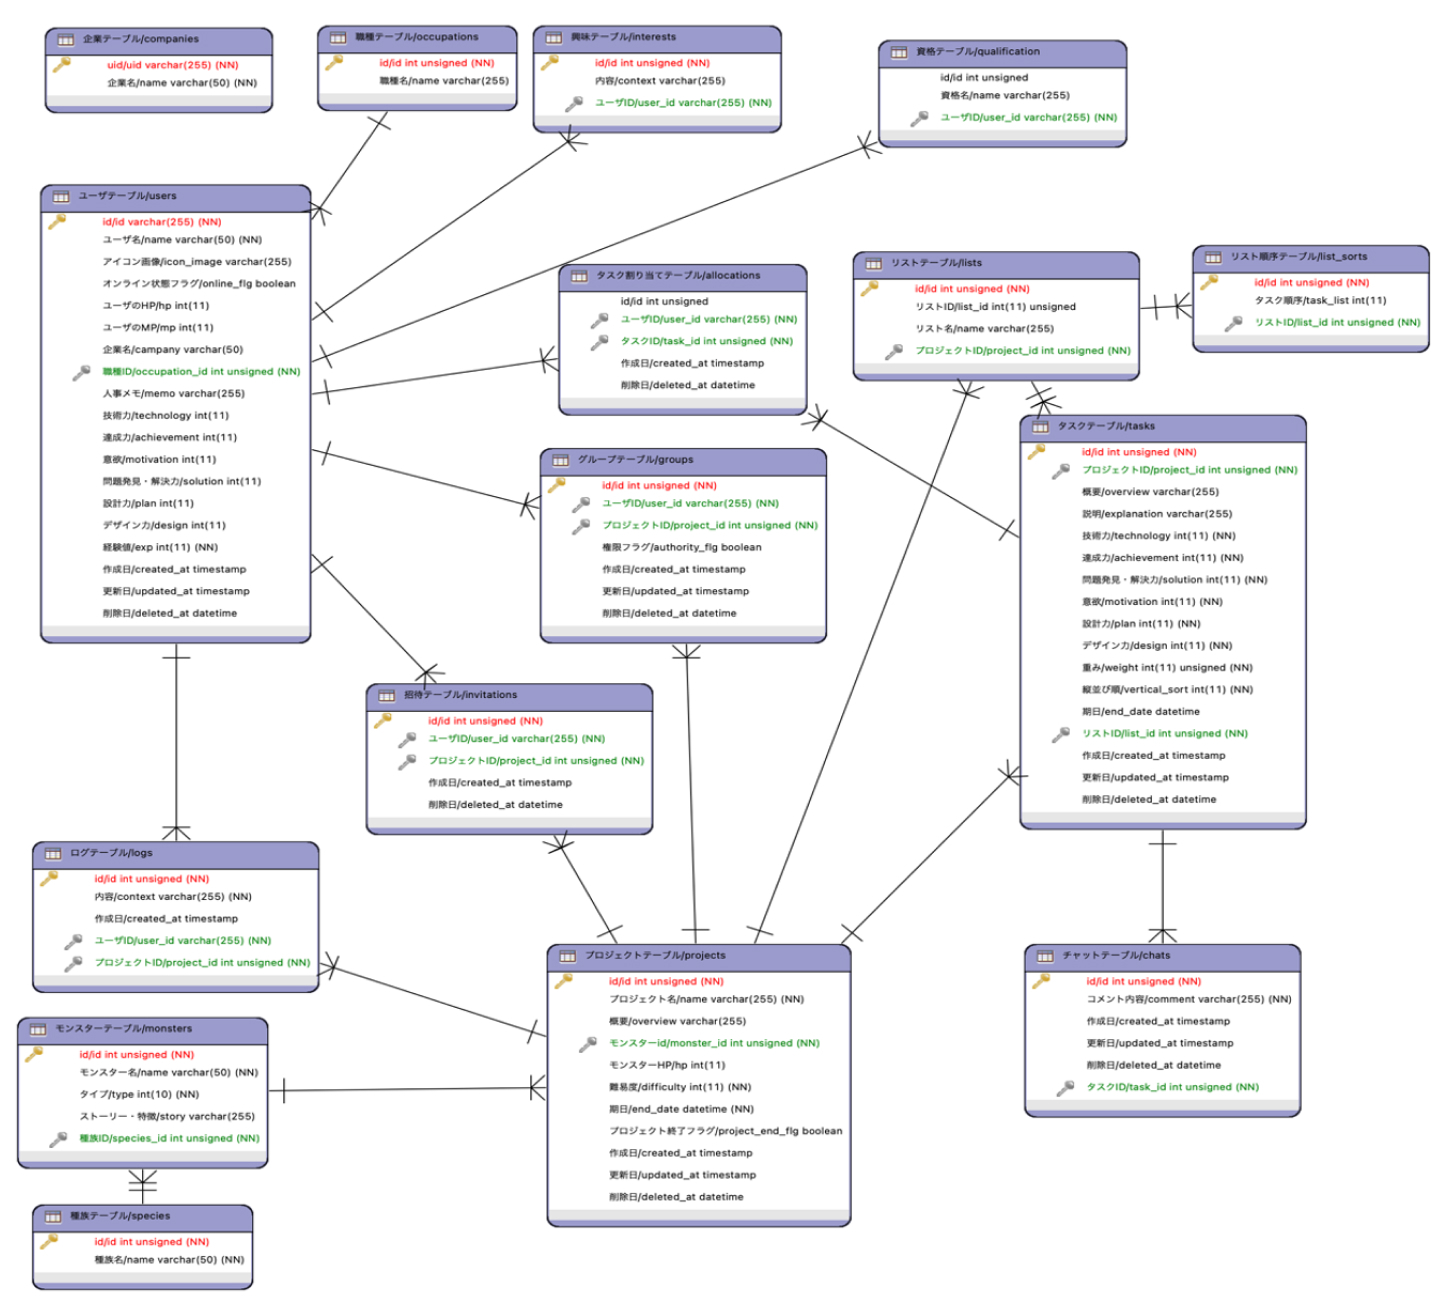 企業テーブル/companies
uid/uid varchar(255) (NN)
企業名/name varchar(50) (NN)
職種テーブル/occupations
id/id int unsigned (NN)
職種名/name varchar(255)
興味テーブル/interests
id/id int unsigned (NN)
内容/context varchar(255)
ユーザID/user_id varchar(255) (NN)
資格テーブル/qualification
id/id int unsigned
資格名/name varchar(255)
ユーザID/user_id varchar(255) (NN)
ユーザテーブル/users
id/id varchar(255) (NN)
ユーザ名/name varchar(50) (NN)
アイコン画像/icon_image varchar(255)
オンライン状態フラグ/online_flg boolean
ユーザのHP/hp int(11)
ユーザのMP/mp int(11)
企業名/campany varchar(50)
職種ID/occupation_id int unsigned (NN)
人事メモ/memo varchar(255)
技術力/technology int(11)
達成力/achievement int(11)
意欲/motivation int(11)
問題発見・解決力/solution int(11)
設計力/plan int(11)
デザイン力/design int(11)
経験値/exp int(11) (NN)
作成日/created_at timestamp
更新日/updated_at timestamp
削除日/deleted_at datetime
タスク割り当てテーブル/allocations
id/id int unsigned
ユーザID/user_id varchar(255) (NN)
タスクID/task_id int unsigned (NN)
作成日/created_at timestamp
削除日/deleted_at datetime
リストテーブル/lists
id/id int unsigned (NN)
リストID/list_id int(11) unsigned
リスト名/name varchar(255)
プロジェクトID/project_id int unsigned (NN)
リスト順序テーブル/list_sorts
id/id int unsigned (NN)
タスク順序/task_list int(11)
リストID/list_id int unsigned (NN)
グループテーブル/groups
id/id int unsigned (NN)
ユーザID/user_id varchar(255) (NN)
プロジェクトID/project_id int unsigned (NN)
権限フラグ/authority_flg boolean
作成日/created_at timestamp
更新日/updated_at timestamp
削除日/deleted_at datetime
タスクテーブル/tasks
id/id int unsigned (NN)
プロジェクトID/project_id int unsigned (NN)
概要/overview varchar(255)
説明/explanation varchar(255)
技術力/technology int(11) (NN)
達成力/achievement int(11) (NN)
問題発見・解決力/solution int(11) (NN)
意欲/motivation int(11) (NN)
設計力/plan int(11) (NN)
デザイン力/design int(11) (NN)
重み/weight int(11) unsigned (NN)
縦並び順/vertical_sort int(11) (NN)
期日/end_date datetime
リストID/list_id int unsigned (NN)
作成日/created_at timestamp
更新日/updated_at timestamp
削除日/deleted_at datetime
招待テーブル/invitations
id/id int unsigned (NN)
ユーザID/user_id varchar(255) (NN)
プロジェクトID/project_id int unsigned (NN)
作成日/created_at timestamp
削除日/deleted_at datetime
ログテーブル/logs
id/id int unsigned (NN)
内容/context varchar(255) (NN)
作成日/created_at timestamp
ユーザID/user_id varchar(255) (NN)
プロジェクトID/project_id int unsigned (NN)
プロジェクトテーブル/projects
id/id int unsigned (NN)
プロジェクト名/name varchar(255) (NN)
概要/overview varchar(255)
モンスターid/monster_id int unsigned (NN)
モンスターHP/hp int(11)
難易度/difficulty int(11) (NN)
期日/end_date datetime (NN)
プロジェクト終了フラグ/project_end_flg boolean
作成日/created_at timestamp
更新日/updated_at timestamp
削除日/deleted_at datetime
チャットテーブル/chats
id/id int unsigned (NN)
コメント内容/comment varchar(255) (NN)
作成日/created_at timestamp
更新日/updated_at timestamp
削除日/deleted_at datetime
タスクID/task_id int unsigned (NN)
モンスターテーブル/monsters
id/id int unsigned (NN)
モンスター名/name varchar(50) (NN)
タイプ/type int(10) (NN)
ストーリー・特徴/story varchar(255)
種族ID/species_id int unsigned (NN)
種族テーブル/species
id/id int unsigned (NN)
種族名/name varchar(50) (NN)